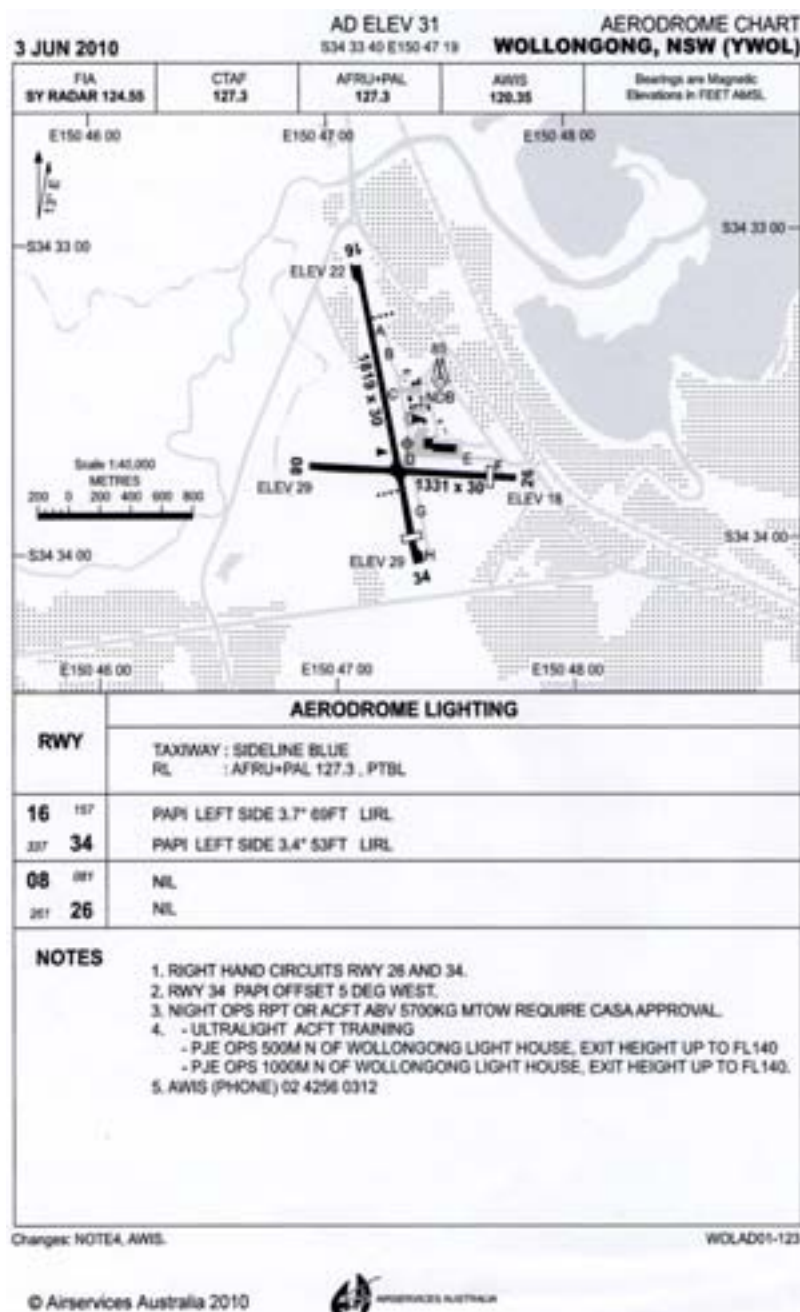 AD ELEV 31
AERODROME CHART
3 JUN 2010
S34 33 40 E150 47 19
WOLLONGONG, NSW (YWOL)
FIA
SY RADAR 124.55
CTAF
127.3
AFRU+PAL
127.3
AWIS
120.35
Bearings are Magnetic
Elevations in FEET AMSL
E150 46 00
E150 47 00
E150 48 00
13° E
S34 33 00
S34 33 00
16
ELEV 22
A
B
1819 x 30
C
NDB
D
E
F
08
26
1331 x 30
ELEV 29
ELEV 18
Scale 1:40,000
METRES
200 0 200 400 600 800
G
S34 34 00
S34 34 00
ELEV 29
H
34
E150 46 00
E150 47 00
E150 48 00
RWY
AERODROME LIGHTING
TAXIWAY : SIDELINE BLUE
RL : AFRU+PAL 127.3 , PTBL
16 157 PAPI LEFT SIDE 3.7° 69FT LIRL
337 34 PAPI LEFT SIDE 3.4° 53FT LIRL
08 081 NIL
261 26 NIL
NOTES
1. RIGHT HAND CIRCUITS RWY 26 AND 34.
2. RWY 34 PAPI OFFSET 5 DEG WEST.
3. NIGHT OPS RPT OR ACFT ABV 5700KG MTOW REQUIRE CASA APPROVAL.
4. - ULTRALIGHT ACFT TRAINING
- PJE OPS 500M N OF WOLLONGONG LIGHT HOUSE, EXIT HEIGHT UP TO FL140
- PJE OPS 1000M N OF WOLLONGONG LIGHT HOUSE, EXIT HEIGHT UP TO FL140.
5. AWIS (PHONE) 02 4256 0312
Changes: NOTE4, AWIS.
WOLAD01-123
© Airservices Australia 2010
AIRSERVICES AUSTRALIA